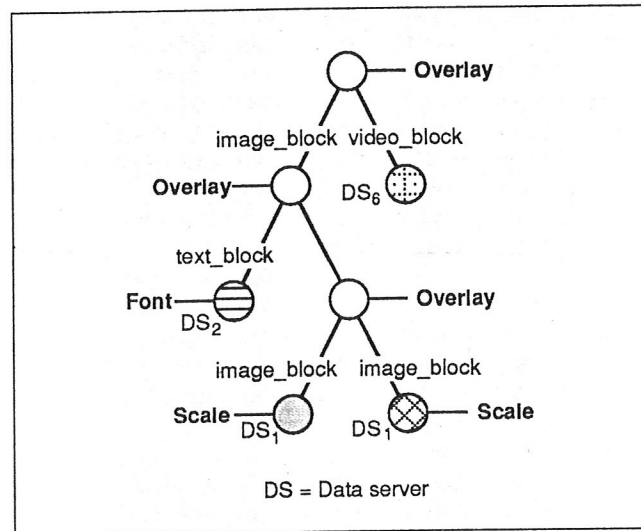 Overlay
image_block video_block
Overlay
DS6
text_block
Font
DS2
Overlay
image_block image_block
Scale
DS1
DS1
Scale
DS = Data server